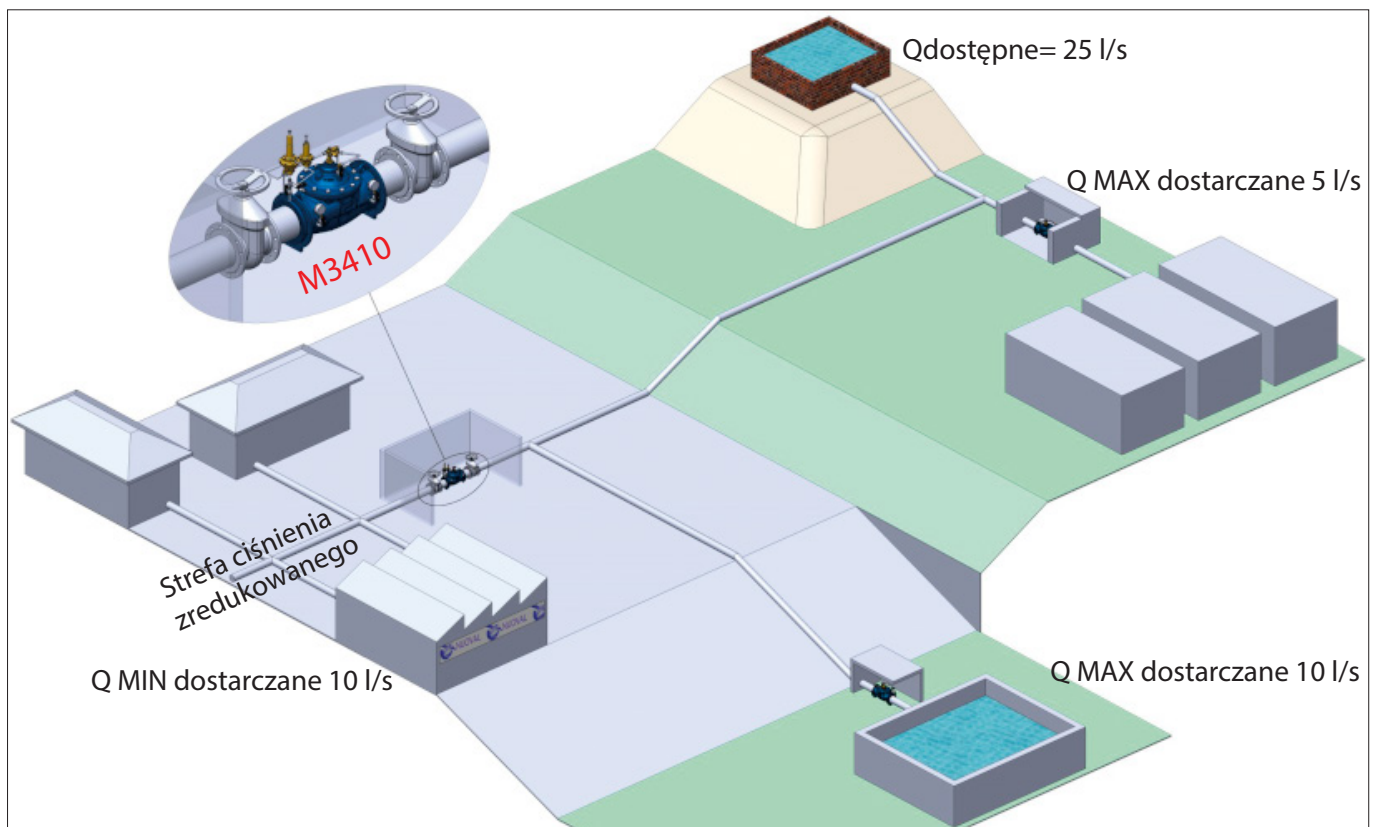 Qdostępne= 25 l/s
Q MAX dostarczane 5 l/s
M3410
Strefa ciśnienia
zredukowanego
Q MIN dostarczane 10 l/s
Q MAX dostarczane 10 l/s